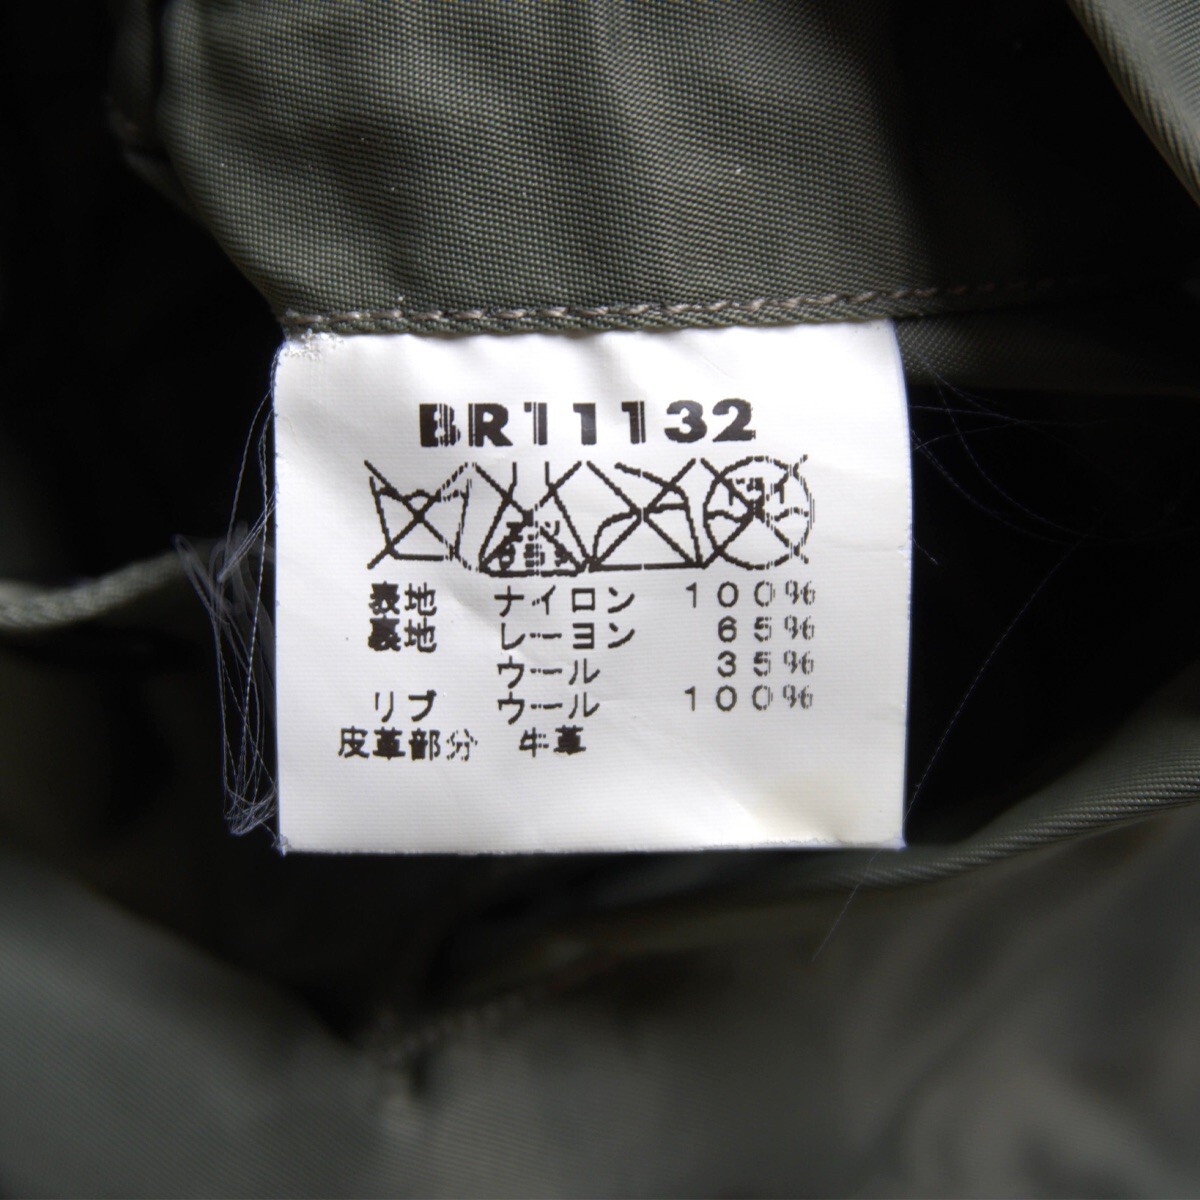 BR11132
表地 ナイロン 100%
裏地 レーヨン 65%
ウール 35%
リブ ウール 100%
皮革部分 牛革